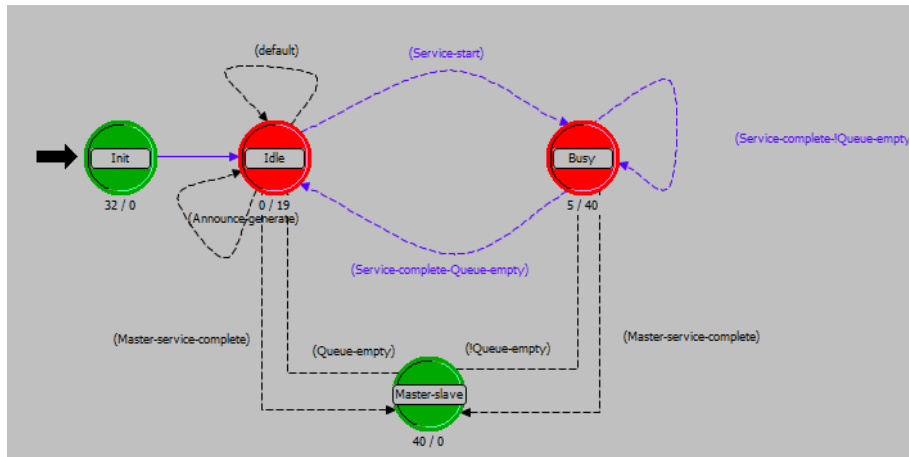 (default)
(Service-start)
Init
Idle
Busy
(Service-complete-!Queue-empty
32 / 0
0 / 19
5 / 40
(Announce-generate)
(Service-complete-Queue-empty)
(Master-service-complete)
(Queue-empty)
(!Queue-empty)
(Master-service-complete)
Master-slave
40 / 0